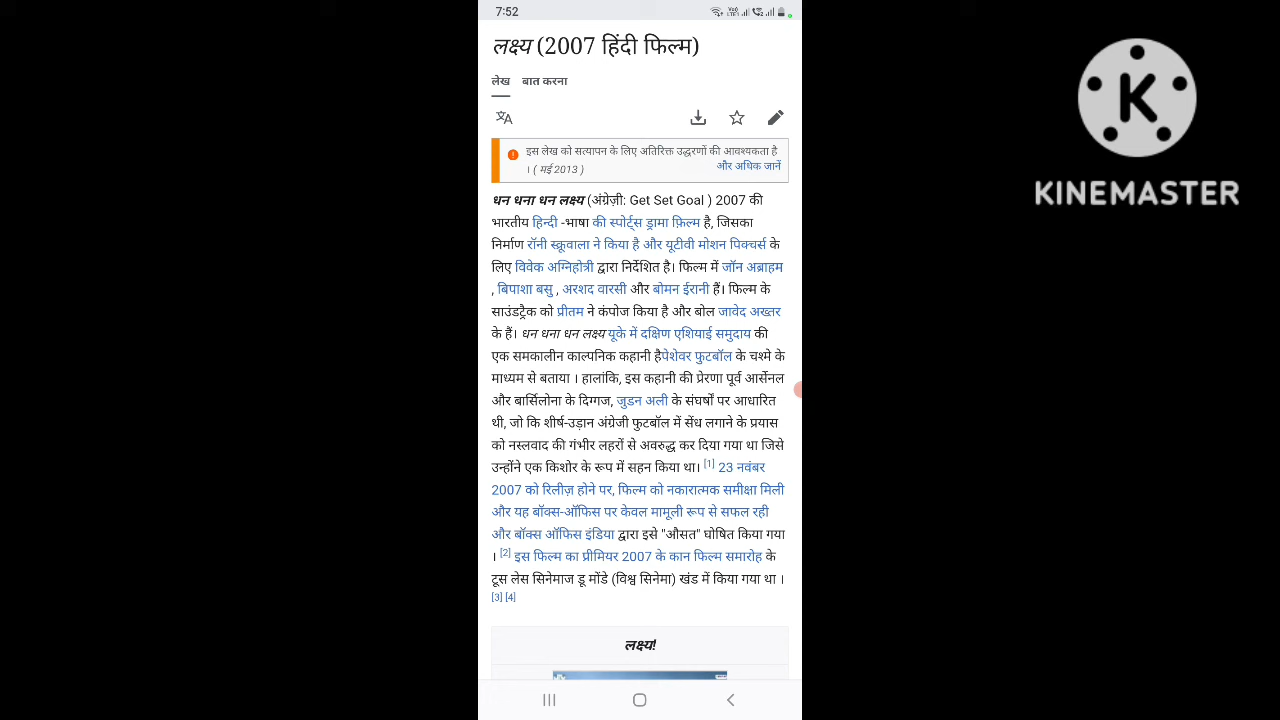 7:52
लक्ष्य (2007 हिंदी फिल्म)
लेख बात करना
इस लेख को सत्यापन के लिए अतिरिक्त उद्धरणों की आवश्यकता है
। ( मई 2013 ) और अधिक जानें
धन धना धन लक्ष्य (अंग्रेज़ी: Get Set Goal ) 2007 की
भारतीय हिन्दी -भाषा की स्पोर्ट्स ड्रामा फ़िल्म है, जिसका
निर्माण रॉनी स्क्रूवाला ने किया है और यूटीवी मोशन पिक्चर्स के
लिए विवेक अग्निहोत्री द्वारा निर्देशित है। फिल्म में जॉन अब्राहम
, बिपाशा बसु , अरशद वारसी और बोमन ईरानी हैं। फिल्म के
साउंडट्रैक को प्रीतम ने कंपोज किया है और बोल जावेद अख्तर
के हैं। धन धना धन लक्ष्य यूके में दक्षिण एशियाई समुदाय की
एक समकालीन काल्पनिक कहानी हैपेशेवर फुटबॉल के चश्मे के
माध्यम से बताया । हालांकि, इस कहानी की प्रेरणा पूर्व आर्सेनल
और बार्सिलोना के दिग्गज, जुडन अली के संघर्षों पर आधारित
थी, जो कि शीर्ष-उड़ान अंग्रेजी फुटबॉल में सेंध लगाने के प्रयास
को नस्लवाद की गंभीर लहरों से अवरुद्ध कर दिया गया था जिसे
उन्होंने एक किशोर के रूप में सहन किया था। [1] 23 नवंबर
2007 को रिलीज़ होने पर, फिल्म को नकारात्मक समीक्षा मिली
और यह बॉक्स-ऑफिस पर केवल मामूली रूप से सफल रही
और बॉक्स ऑफिस इंडिया द्वारा इसे "औसत" घोषित किया गया
। [2] इस फिल्म का प्रीमियर 2007 के कान फिल्म समारोह के
टूस लेस सिनेमाज डू मोंडे (विश्व सिनेमा) खंड में किया गया था ।
[3] [4]
लक्ष्य!
K
KINEMASTER